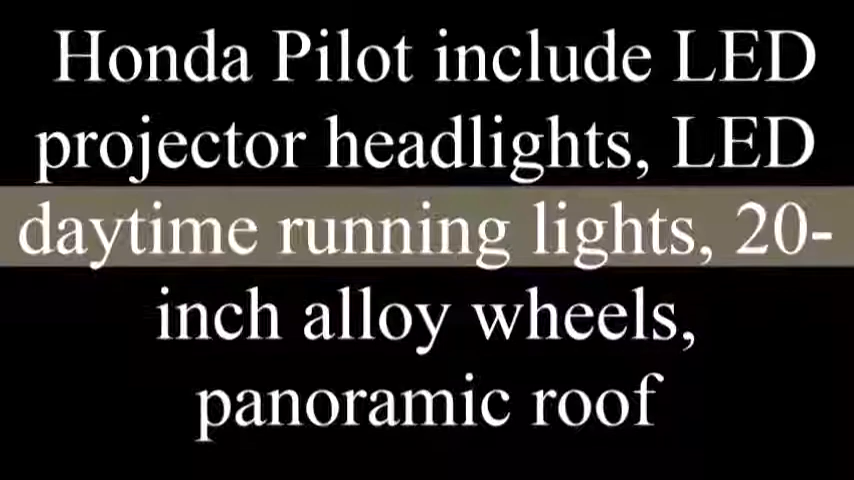 Honda Pilot include LED
projector headlights, LED
daytime running lights, 20-
inch alloy wheels,
panoramic roof